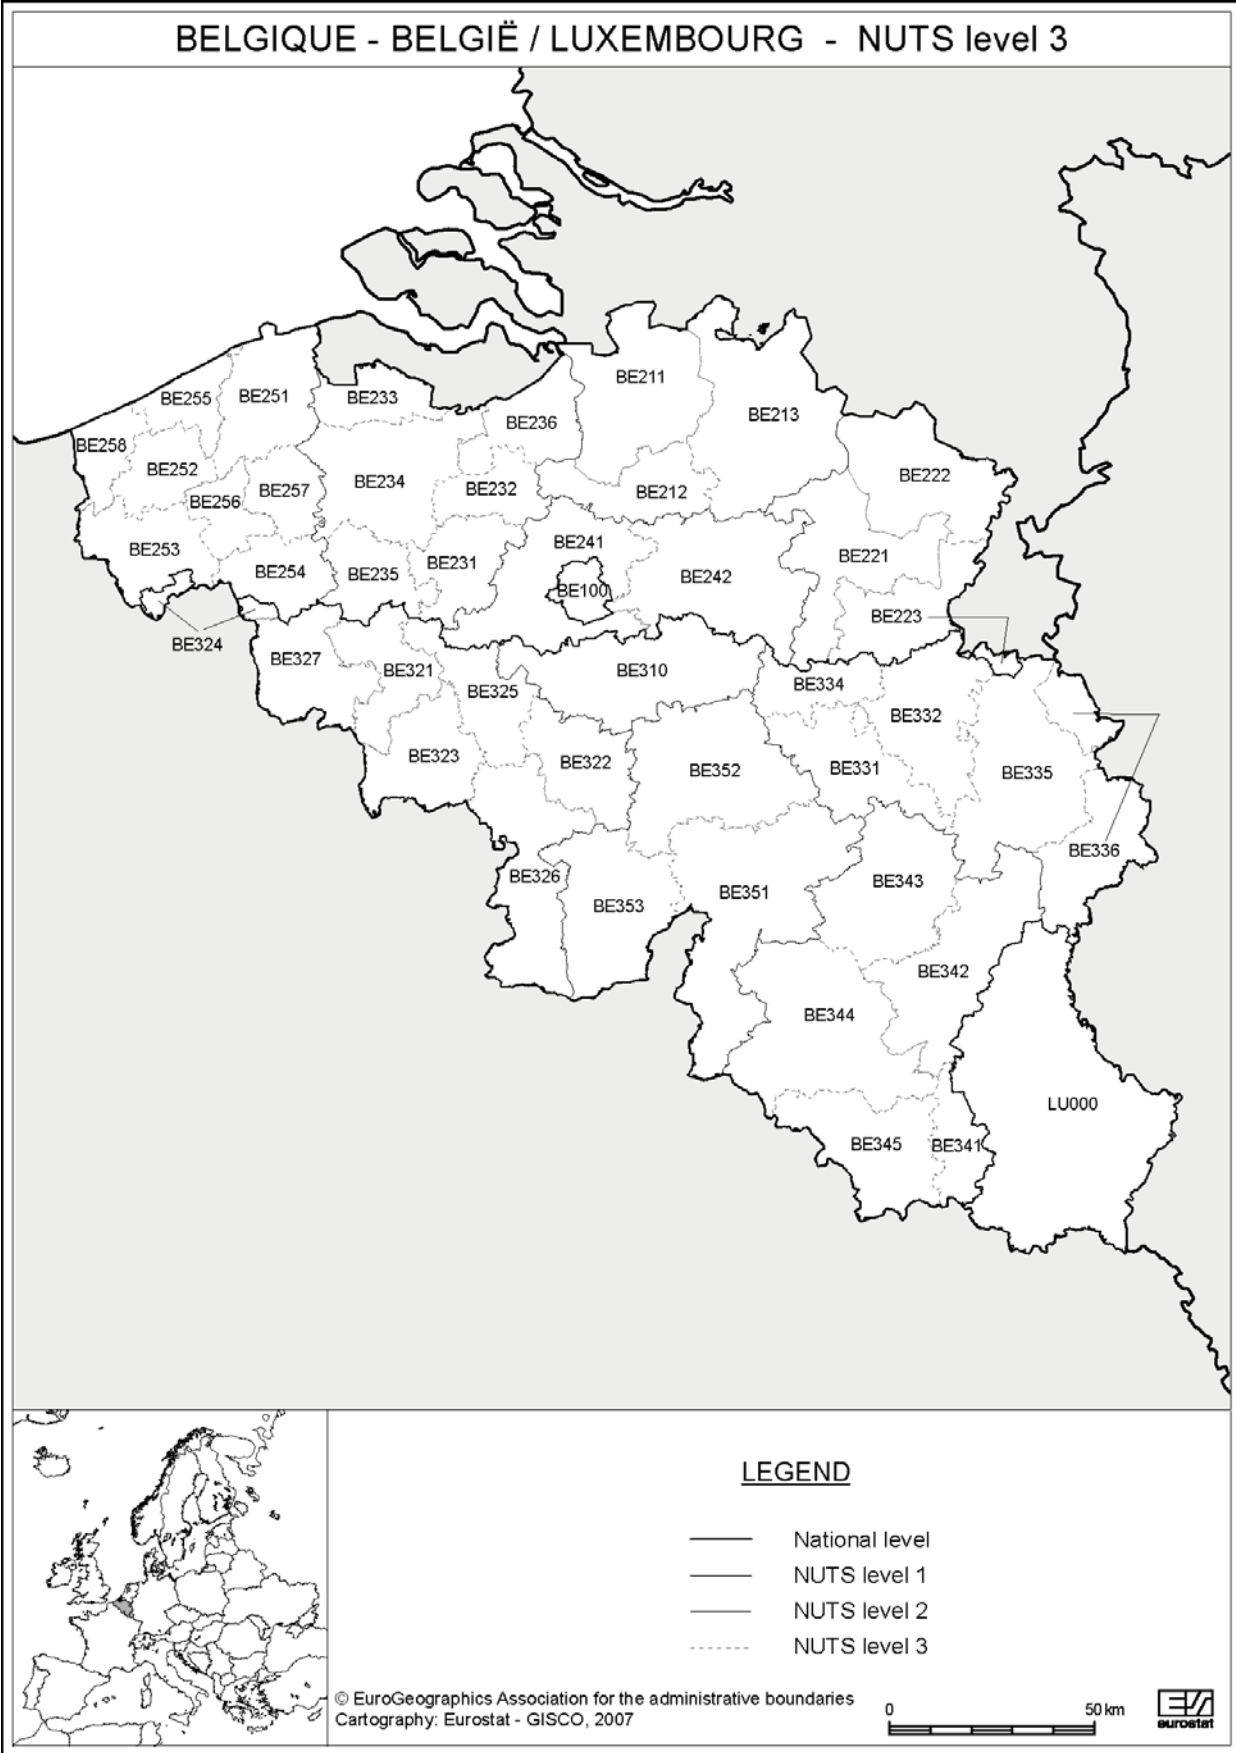 BELGIQUE - BELGIË / LUXEMBOURG - NUTS level 3
BE211
BE255
BE251
BE233
BE213
BE236
BE258
BE252
BE222
BE234
BE232
BE257
BE212
BE256
BE241
BE253
BE221
BE231
BE254
BE235
BE242
BE100
BE223
BE324
BE327
BE321
BE310
BE334
BE325
BE332
BE323
BE322
BE352
BE331
BE335
BE336
BE326
BE343
BE351
BE353
BE342
BE344
LU000
BE345
BE341
LEGEND
National level
NUTS level 1
NUTS level 2
NUTS level 3
© EuroGeographics Association for the administrative boundaries
Cartography: Eurostat - GISCO, 2007
0 50 km
eurostat